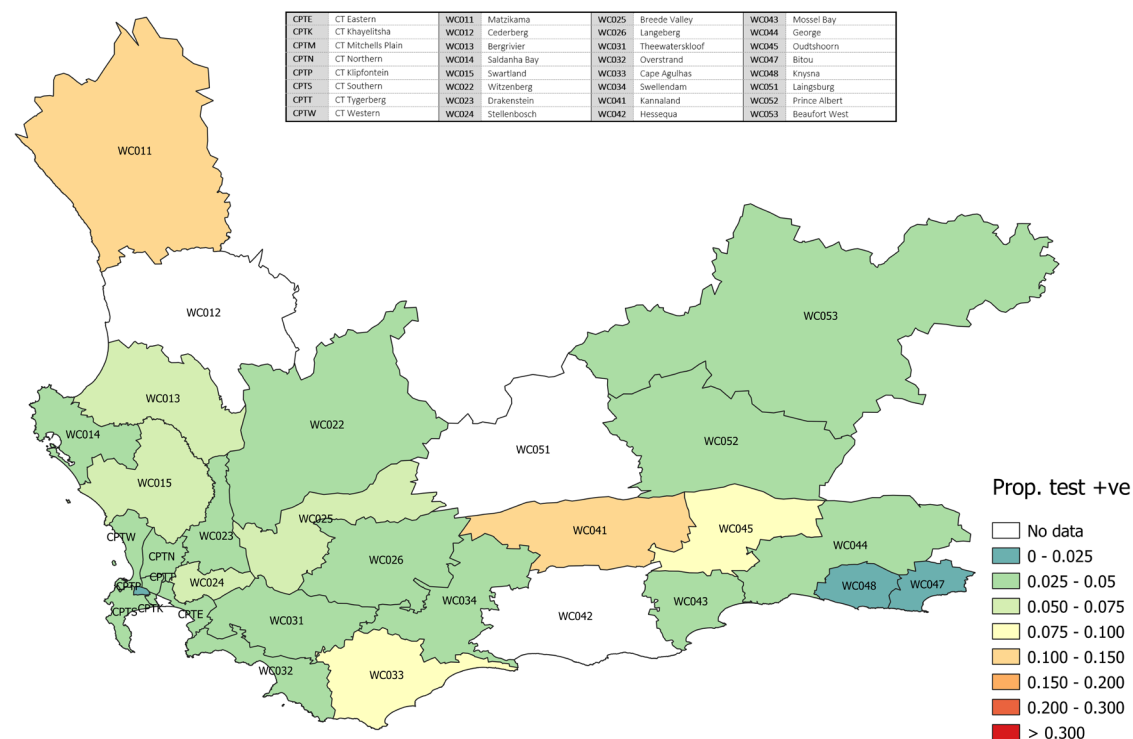 CPTE CT Eastern WC011 Matzikama WC025 Breede Valley WC043 Mossel Bay
CPTK CT Khayelitsha WC012 Cederberg WC026 Langeberg WC044 George
CPTM CT Mitchells Plain WC013 Bergrivier WC031 Theewaterskloof WC045 Oudtshoorn
CPTN CT Northern WC014 Saldanha Bay WC032 Overstrand WC047 Bitou
CPTP CT Klipfontein WC015 Swartland WC033 Cape Agulhas WC048 Knysna
CPTS CT Southern WC022 Witzenberg WC034 Swellendam WC051 Laingsburg
CPTT CT Tygerberg WC023 Drakenstein WC041 Kannaland WC052 Prince Albert
CPTW CT Western WC024 Stellenbosch WC042 Hessequa WC053 Beaufort West
WC011
WC012
WC053
WC013
WC022
WC014
WC052
WC051
WC015
WC025
WC041
WC045
CPTW
WC023
WC044
CPTN
WC026
CPTT
WC024
CPTP
WC048
WC047
WC034
WC043
CPTS
CPTK
CPTE
WC031
WC042
WC032
WC033
Prop. test +ve
No data
0 - 0.025
0.025 - 0.05
0.050 - 0.075
0.075 - 0.100
0.100 - 0.150
0.150 - 0.200
0.200 - 0.300
> 0.300